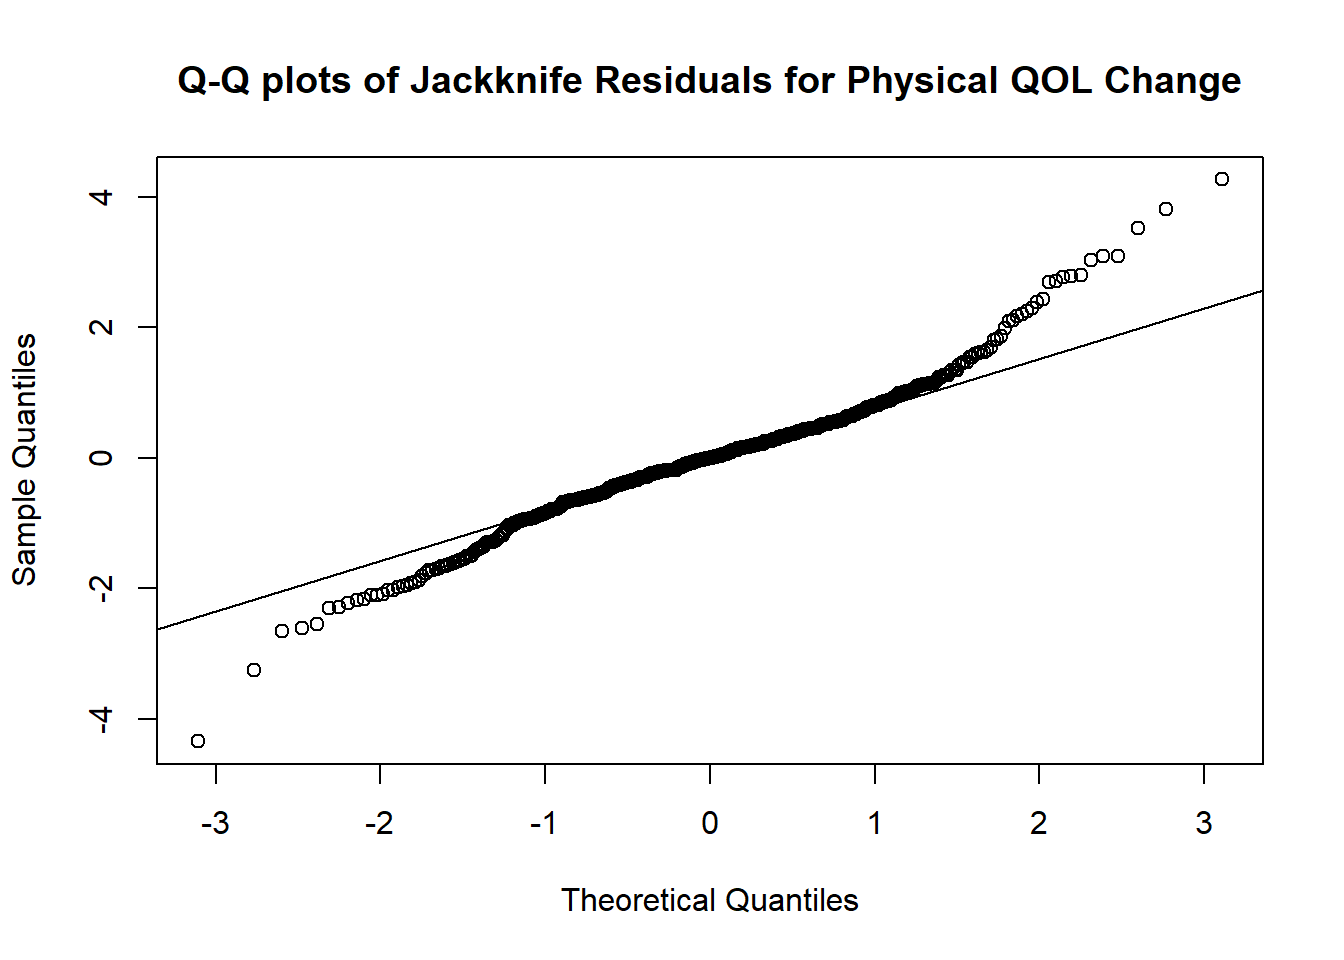 Q-Q plots of Jackknife Residuals for Physical QOL Change
Sample Quantiles
4
2
0
-2
-4
-3 -2 -1 0 1 2 3
Theoretical Quantiles